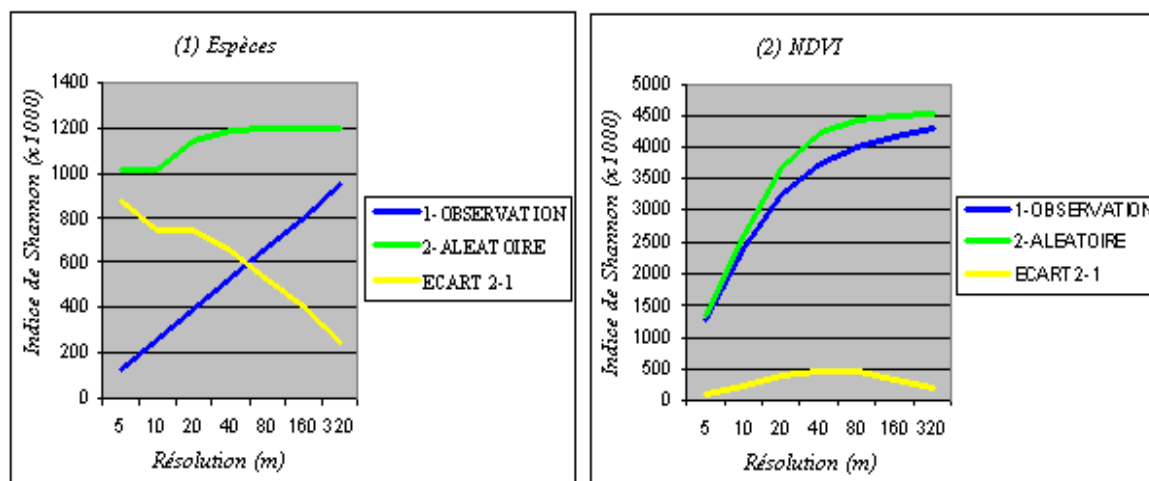 (1) Espèces
Indice de Shannon (x1000)
1400
1200
1000
800
600
400
200
0
5 10 20 40 80 160 320
Résolution (m)
1- OBSERVATION
2- ALEATOIRE
ECART 2-1
(2) NDVI
Indice de Shannon (x1000)
5000
4500
4000
3500
3000
2500
2000
1500
1000
500
0
5 10 20 40 80 160 320
Résolution (m)
1-OBSERVATION
2-ALEATOIRE
ECART 2-1